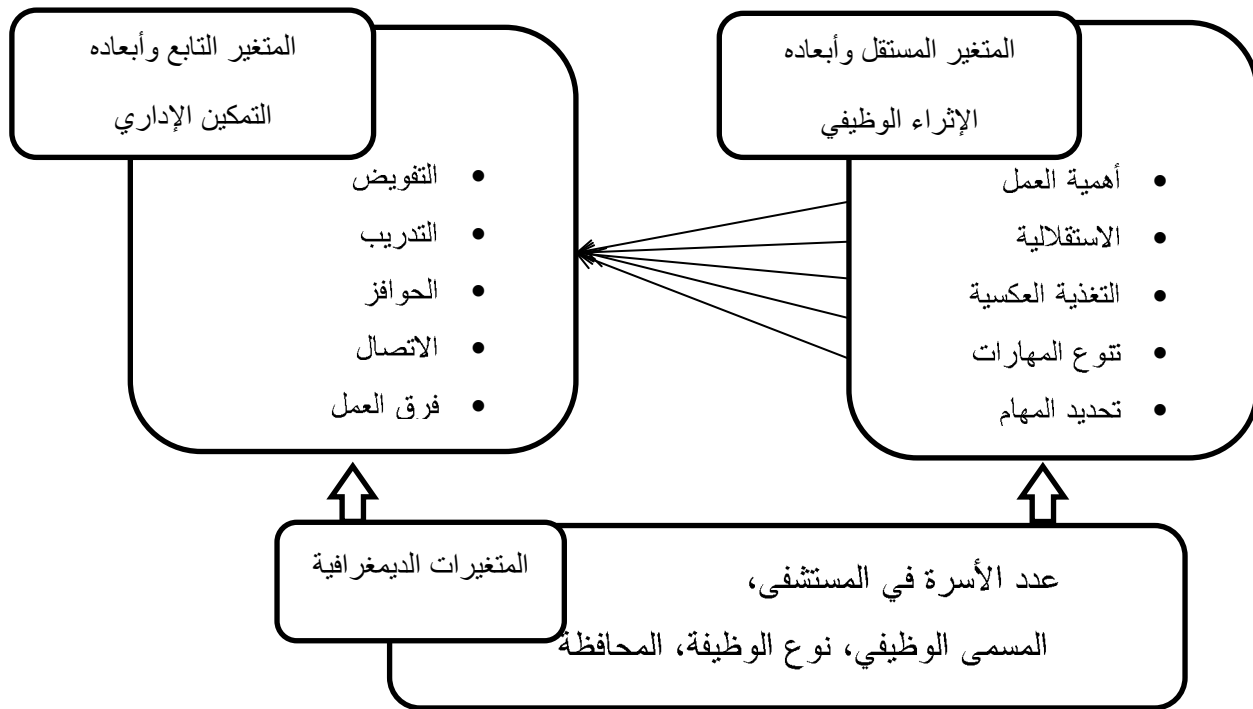 المتغير المستقل وأبعاده
الإثراء الوظيفي
أهمية العمل
الاستقلالية
التغذية العكسية
تنوع المهارات
تحديد المهام
المتغير التابع وأبعاده
التمكين الإداري
التفويض
التدريب
الحوافز
الاتصال
فرق العمل
عدد الأسرة في المستشفى،
المسمى الوظيفي، نوع الوظيفة، المحافظة
المتغيرات الديمغرافية